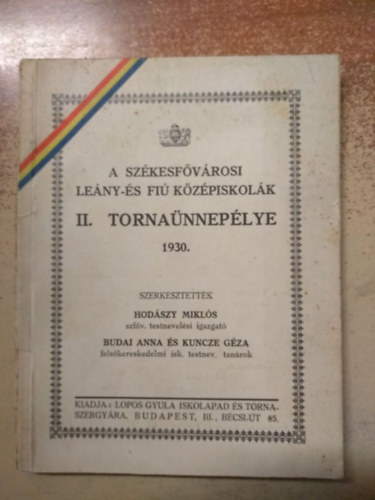 A SZÉKESFŐVÁROSI
LEÁNY-ÉS FIÚ KÖZÉPISKOLÁK
II. TORNAÜNNEPÉLYE
1930.
SZERKESZTETTÉK
HODÁSZY MIKLÓS
szföv. testnevelési igazgató
BUDAI ANNA ÉS KUNCZE GÉZA
felsőkereskedelmi isk. testnev. tanárok
KIADJA: LOPOS GYULA ISKOLAPAD ÉS TORNA-
SZERGYÁRA. BUDAPEST, III., BÉCSI-ÚT 85.